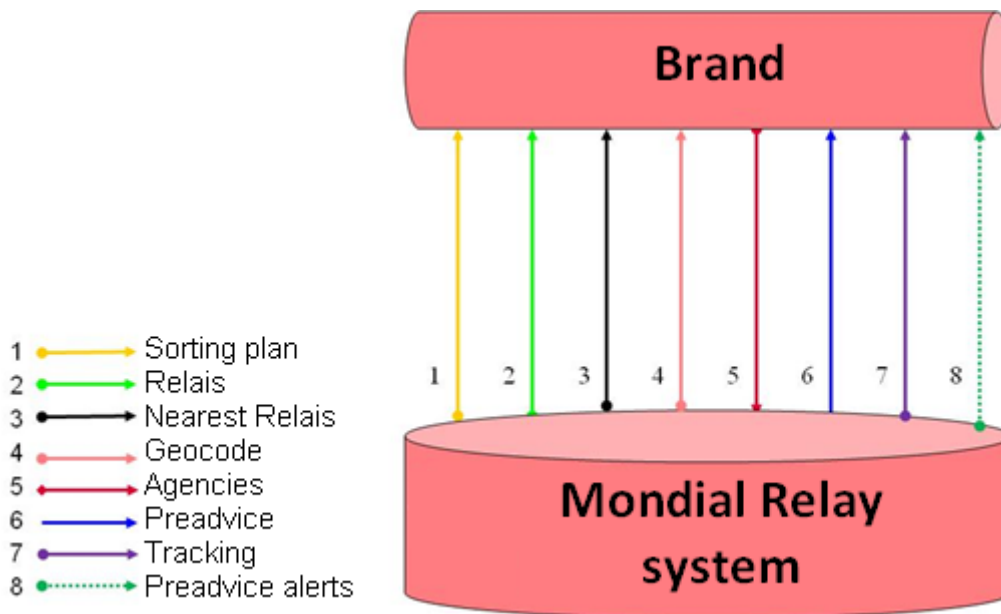 Brand
1 2 3 4 5 6 7 8
Mondial Relay
system
1 Sorting plan
2 Relais
3 Nearest Relais
4 Geocode
5 Agencies
6 Preadvice
7 Tracking
8 Preadvice alerts